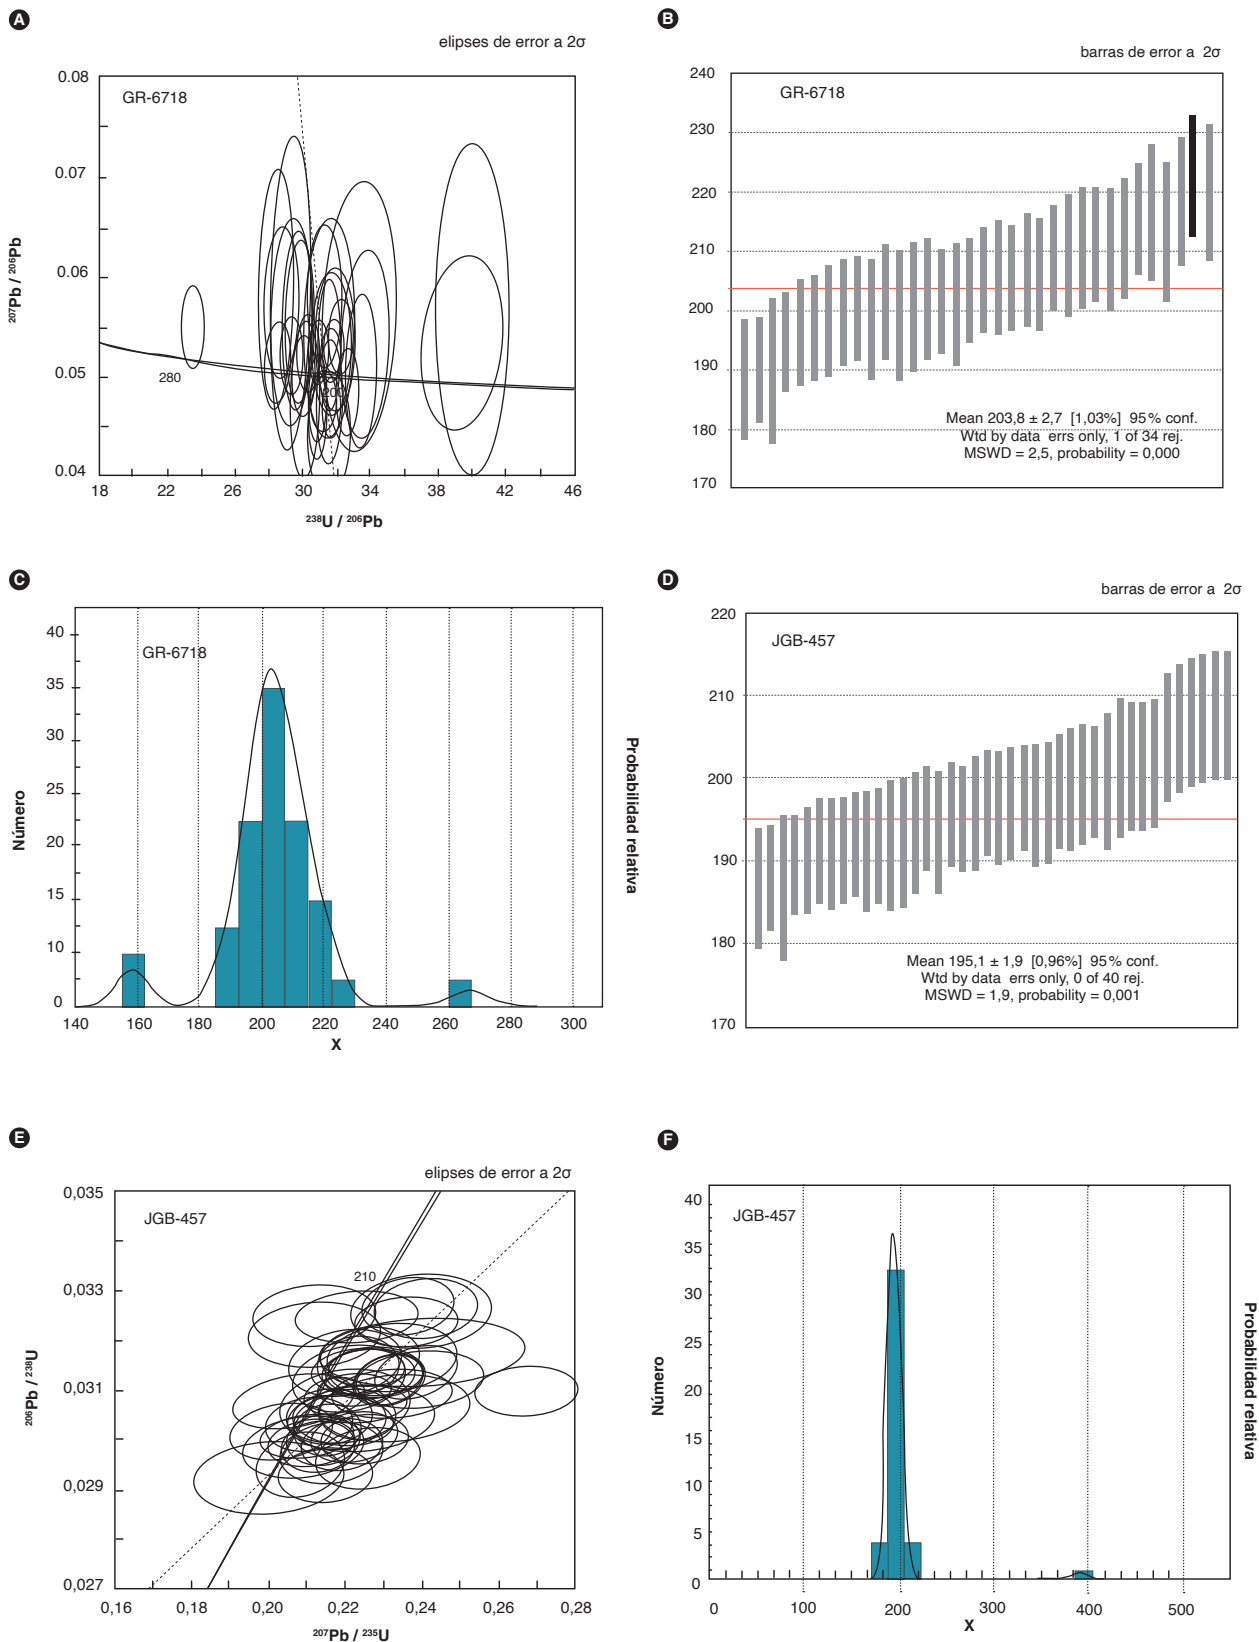 A
elipses de error a 2σ
GR-6718
0.08
0.07
0.06
0.05
0.04
207Pb / 206Pb
280
200
18 22 26 30 34 38 42 46
238U / 206Pb
B
barras de error a 2σ
GR-6718
240
230
220
210
200
190
180
170
Mean 203,8 ± 2,7 [1,03%] 95% conf.
Wtd by data errs only, 1 of 34 rej.
MSWD = 2,5, probability = 0,000
C
GR-6718
40
35
30
25
20
15
10
0
Número
Probabilidad relativa
140 160 180 200 220 240 260 280 300
X
D
barras de error a 2σ
JGB-457
220
210
200
190
180
170
Mean 195,1 ± 1,9 [0,96%] 95% conf.
Wtd by data errs only, 0 of 40 rej.
MSWD = 1,9, probability = 0,001
E
elipses de error a 2σ
JGB-457
0,035
0,033
0,031
0,029
0,027
206Pb / 238U
210
0,16 0,18 0,20 0,22 0,24 0,26 0,28
207Pb / 235U
F
JGB-457
40
35
30
25
20
15
10
5
0
Número
Probabilidad relativa
0 100 200 300 400 500
X